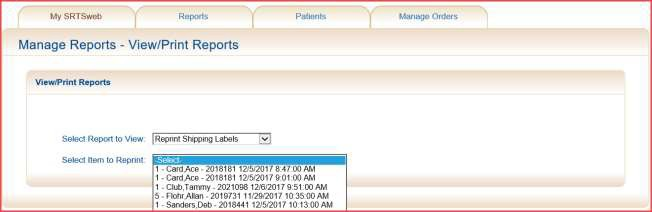 My SRTSweb Reports Patients Manage Orders
Manage Reports - View/Print Reports
View/Print Reports
Select Report to View: Reprint Shipping Labels
Select Item to Reprint: -Select-
1 - Card,Ace - 2018181 12/5/2017 8:47:00 AM
1 - Card,Ace - 2018181 12/5/2017 9:01:00 AM
1 - Club,Tammy - 2021098 12/6/2017 9:51:00 AM
5 - Flohr,Allan - 2019731 11/29/2017 10:35:00 AM
1 - Sanders,Deb - 2018441 12/5/2017 10:13:00 AM